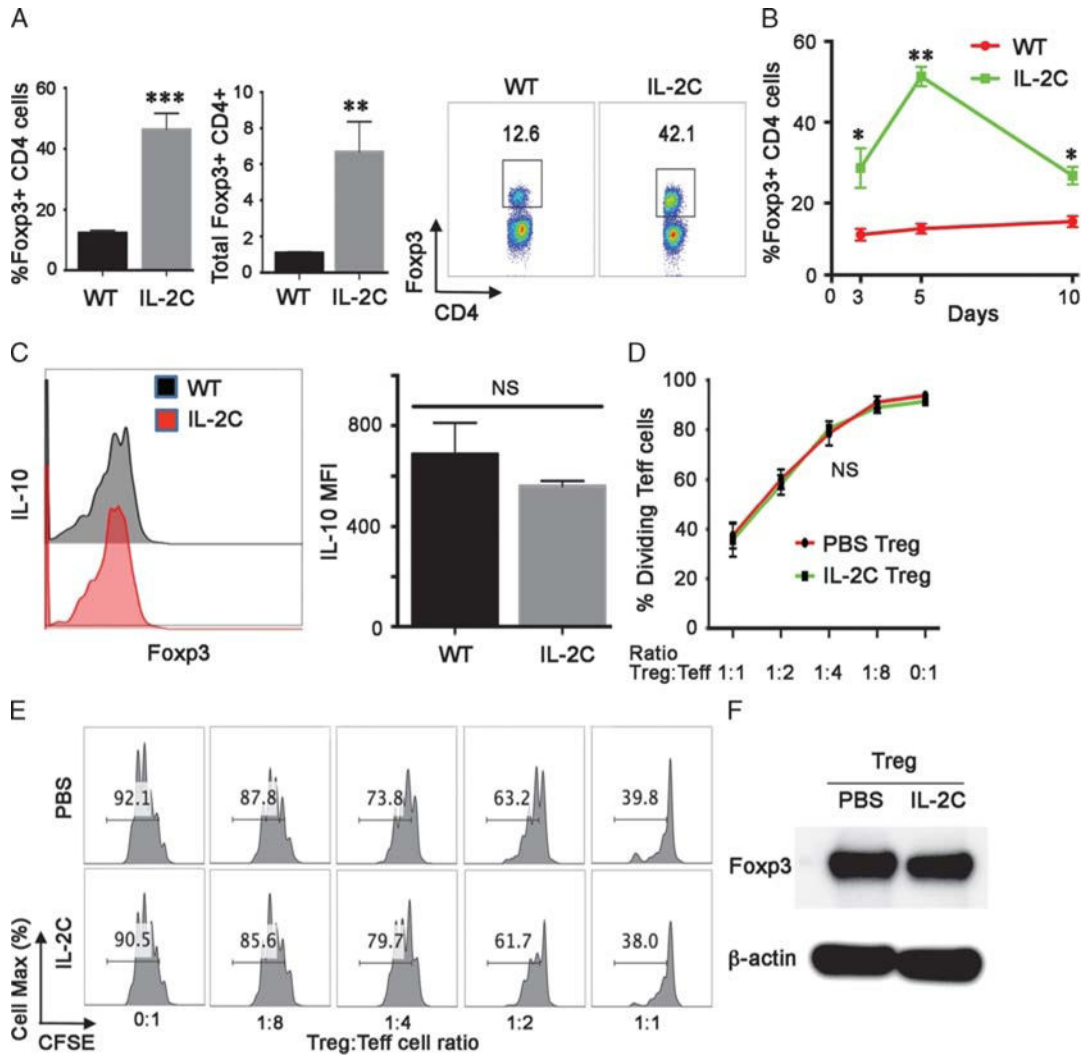 A
%Foxp3+ CD4 cells
60
40
20
0
***
WT
IL-2C
Total Foxp3+ CD4+
10
8
6
4
2
0
**
WT
IL-2C
WT
12.6
IL-2C
42.1
Foxp3
CD4
B
%Foxp3+ CD4 cells
60
40
20
0
WT
IL-2C
*
**
*
0
3
5
10
Days
C
WT
IL-2C
IL-10
Foxp3
IL-10 MFI
800
600
400
0
NS
WT
IL-2C
D
% Dividing Teff cells
100
80
60
40
20
0
NS
PBS Treg
IL-2C Treg
Ratio
Treg:Teff 1:1 1:2 1:4 1:8 0:1
E
PBS
92.1
87.8
73.8
63.2
39.8
IL-2C
90.5
85.6
79.7
61.7
38.0
Cell Max (%)
CFSE
0:1 1:8 1:4 1:2 1:1
Treg:Teff cell ratio
F
Treg
PBS IL-2C
Foxp3
β-actin